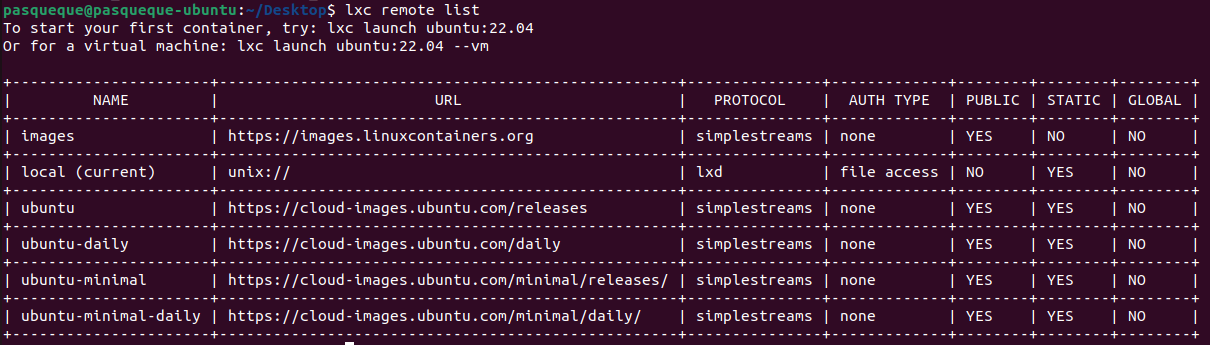 pasqueque@pasqueque-ubuntu:~/Desktop$ lxc remote list
To start your first container, try: lxc launch ubuntu:22.04
Or for a virtual machine: lxc launch ubuntu:22.04 --vm

+----------------------+---------------------------------------------------+---------------+-------------+--------+--------+--------+
|         NAME         |                        URL                        |   PROTOCOL    |  AUTH TYPE  | PUBLIC | STATIC | GLOBAL |
+----------------------+---------------------------------------------------+---------------+-------------+--------+--------+--------+
| images               | https://images.linuxcontainers.org                | simplestreams | none        | YES    | NO     | NO     |
+----------------------+---------------------------------------------------+---------------+-------------+--------+--------+--------+
| local (current)      | unix://                                           | lxd           | file access | NO     | YES    | NO     |
+----------------------+---------------------------------------------------+---------------+-------------+--------+--------+--------+
| ubuntu               | https://cloud-images.ubuntu.com/releases          | simplestreams | none        | YES    | YES    | NO     |
+----------------------+---------------------------------------------------+---------------+-------------+--------+--------+--------+
| ubuntu-daily         | https://cloud-images.ubuntu.com/daily             | simplestreams | none        | YES    | YES    | NO     |
+----------------------+---------------------------------------------------+---------------+-------------+--------+--------+--------+
| ubuntu-minimal       | https://cloud-images.ubuntu.com/minimal/releases/ | simplestreams | none        | YES    | YES    | NO     |
+----------------------+---------------------------------------------------+---------------+-------------+--------+--------+--------+
| ubuntu-minimal-daily | https://cloud-images.ubuntu.com/minimal/daily/    | simplestreams | none        | YES    | YES    | NO     |
+----------------------+---------------------------------------------------+---------------+-------------+--------+--------+--------+